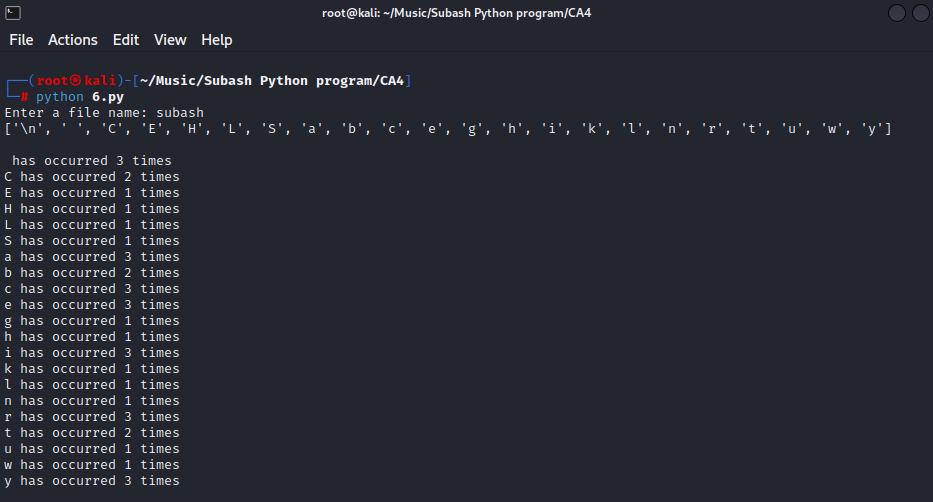 root@kali: ~/Music/Subash Python program/CA4
File Actions Edit View Help
┌──(root㉿kali)-[~/Music/Subash Python program/CA4]
└─# python 6.py
Enter a file name: subash
['\n', ' ', 'C', 'E', 'H', 'L', 'S', 'a', 'b', 'c', 'e', 'g', 'h', 'i', 'k', 'l', 'n', 'r', 't', 'u', 'w', 'y']
has occurred 3 times
C has occurred 2 times
E has occurred 1 times
H has occurred 1 times
L has occurred 1 times
S has occurred 1 times
a has occurred 3 times
b has occurred 2 times
c has occurred 3 times
e has occurred 3 times
g has occurred 1 times
h has occurred 1 times
i has occurred 3 times
k has occurred 1 times
l has occurred 1 times
n has occurred 1 times
r has occurred 3 times
t has occurred 2 times
u has occurred 1 times
w has occurred 1 times
y has occurred 3 times